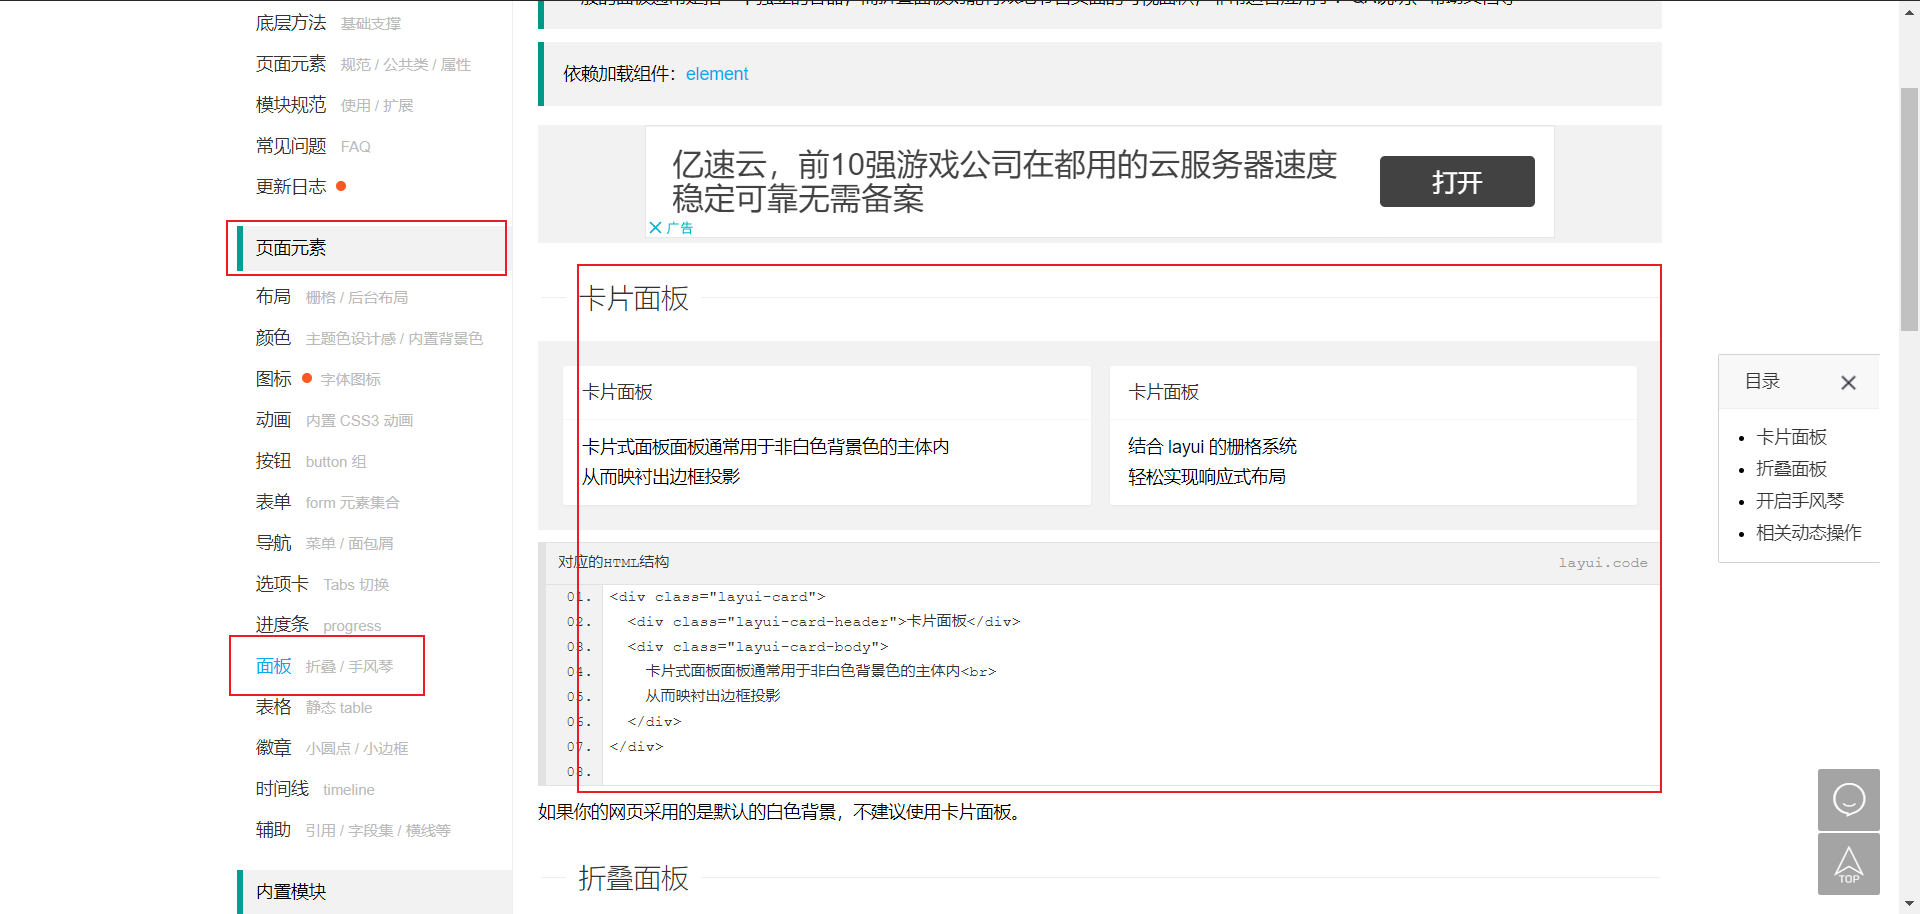 底层方法 基础支撑
页面元素 规范 / 公共类 / 属性
模块规范 使用 / 扩展
常见问题 FAQ
更新日志
页面元素
布局 栅格 / 后台布局
颜色 主题色设计感 / 内置背景色
图标 字体图标
动画 内置 CSS3 动画
按钮 button 组
表单 form 元素集合
导航 菜单 / 面包屑
选项卡 Tabs 切换
进度条 progress
面板 折叠 / 手风琴
表格 静态 table
徽章 小圆点 / 小边框
时间线 timeline
辅助 引用 / 字段集 / 横线等
内置模块
依赖加载组件：element
亿速云，前10强游戏公司在都用的云服务器速度
稳定可靠无需备案
打开
广告
卡片面板
卡片面板
卡片式面板面板通常用于非白色背景色的主体内
从而映衬出边框投影
卡片面板
结合 layui 的栅格系统
轻松实现响应式布局
对应的HTML结构 layui.code
01. <div class="layui-card">
02. <div class="layui-card-header">卡片面板</div>
03. <div class="layui-card-body">
04. 卡片式面板面板通常用于非白色背景色的主体内<br>
05. 从而映衬出边框投影
06. </div>
07. </div>
08.
如果你的网页采用的是默认的白色背景，不建议使用卡片面板。
折叠面板
目录
卡片面板
折叠面板
开启手风琴
相关动态操作
TOP